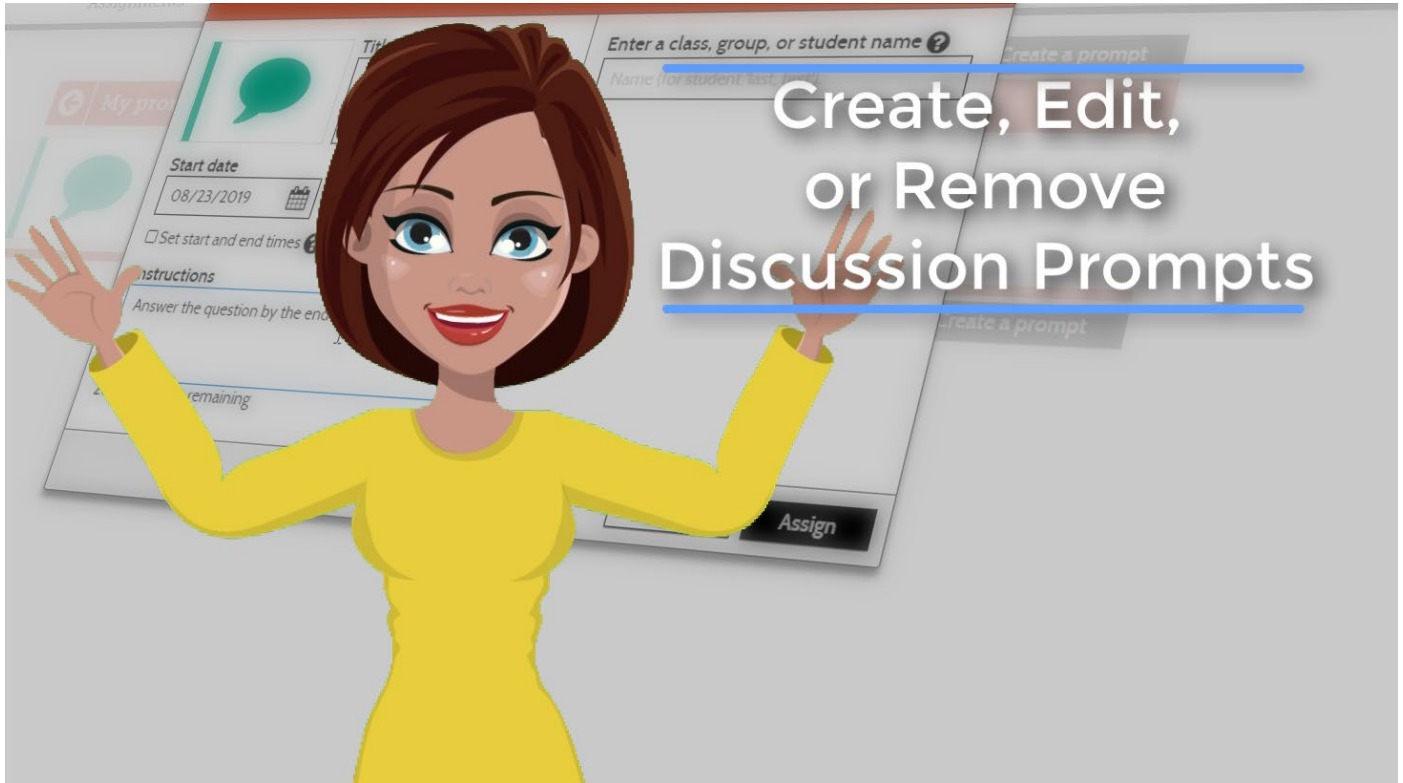 Assignments
Create a prompt
My
Enter a class, group, or student name
Name (for student 'last, first')
Create, Edit,
or Remove
Discussion Prompts
Start date
08/23/2019
Set start and end times
Instructions
Answer the question by the end
remaining
Create a prompt
Assign